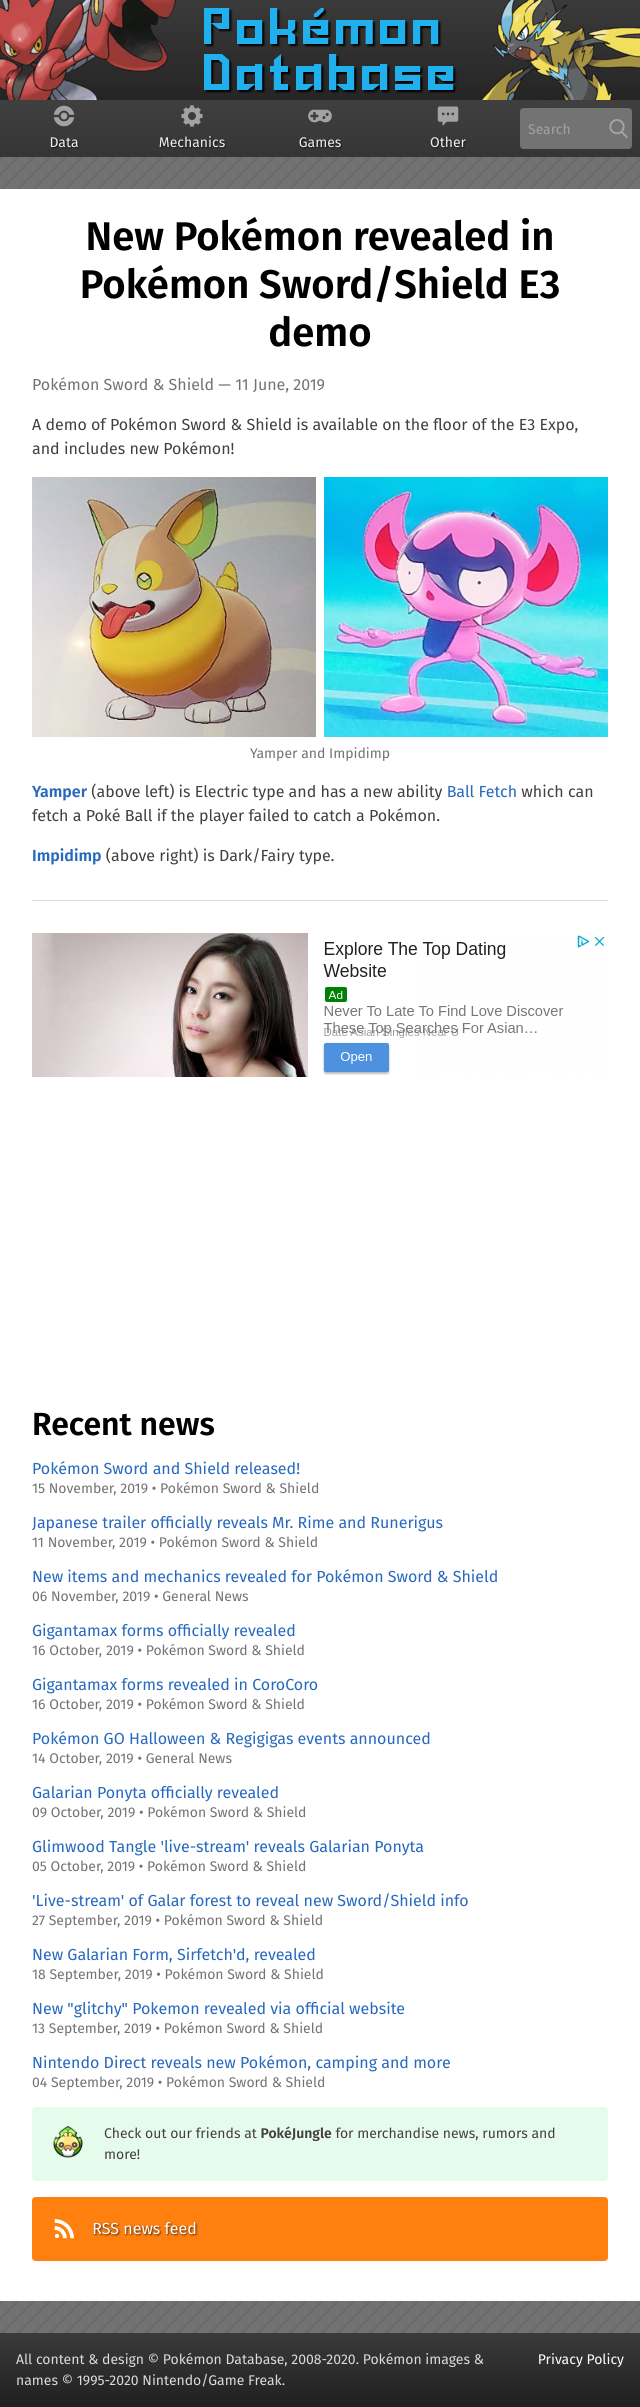 Pokémon
Database
Data
Mechanics
Games
Other
Search
New Pokémon revealed in
Pokémon Sword/Shield E3
demo
Pokémon Sword & Shield — 11 June, 2019
A demo of Pokémon Sword & Shield is available on the floor of the E3 Expo,
and includes new Pokémon!
Yamper and Impidimp
Yamper (above left) is Electric type and has a new ability Ball Fetch which can
fetch a Poké Ball if the player failed to catch a Pokémon.
Impidimp (above right) is Dark/Fairy type.
Explore The Top Dating
Website
Ad
Never To Late To Find Love Discover
These Top Searches For Asian…
Date Asian Singles Near U
Open
Recent news
Pokémon Sword and Shield released!
15 November, 2019 • Pokémon Sword & Shield
Japanese trailer officially reveals Mr. Rime and Runerigus
11 November, 2019 • Pokémon Sword & Shield
New items and mechanics revealed for Pokémon Sword & Shield
06 November, 2019 • General News
Gigantamax forms officially revealed
16 October, 2019 • Pokémon Sword & Shield
Gigantamax forms revealed in CoroCoro
16 October, 2019 • Pokémon Sword & Shield
Pokémon GO Halloween & Regigigas events announced
14 October, 2019 • General News
Galarian Ponyta officially revealed
09 October, 2019 • Pokémon Sword & Shield
Glimwood Tangle 'live-stream' reveals Galarian Ponyta
05 October, 2019 • Pokémon Sword & Shield
'Live-stream' of Galar forest to reveal new Sword/Shield info
27 September, 2019 • Pokémon Sword & Shield
New Galarian Form, Sirfetch'd, revealed
18 September, 2019 • Pokémon Sword & Shield
New "glitchy" Pokemon revealed via official website
13 September, 2019 • Pokémon Sword & Shield
Nintendo Direct reveals new Pokémon, camping and more
04 September, 2019 • Pokémon Sword & Shield
Check out our friends at PokéJungle for merchandise news, rumors and
more!
RSS news feed
All content & design © Pokémon Database, 2008-2020. Pokémon images &
names © 1995-2020 Nintendo/Game Freak.
Privacy Policy